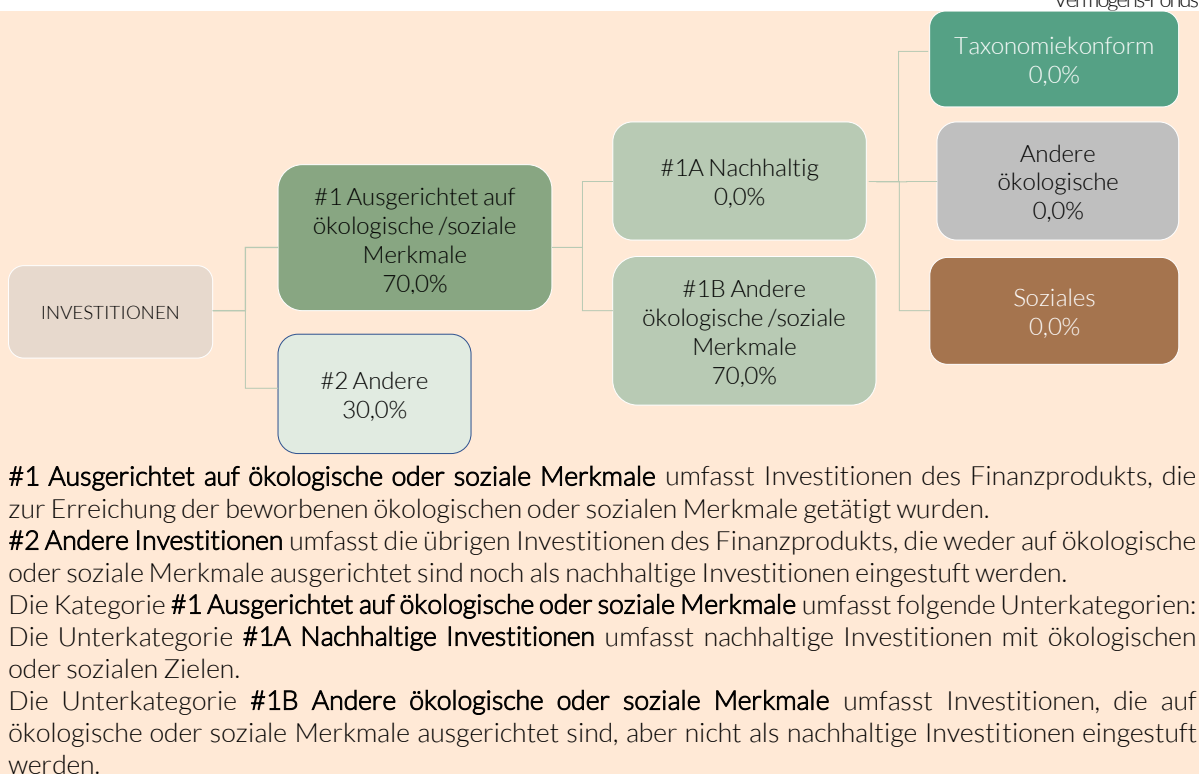 Vermögens-Fonds
Taxonomiekonform
0,0%
Andere
ökologische
0,0%
Soziales
0,0%
#1A Nachhaltig
0,0%
#1B Andere
ökologische /soziale
Merkmale
70,0%
#1 Ausgerichtet auf
ökologische /soziale
Merkmale
70,0%
#2 Andere
30,0%
INVESTITIONEN
#1 Ausgerichtet auf ökologische oder soziale Merkmale umfasst Investitionen des Finanzprodukts, die
zur Erreichung der beworbenen ökologischen oder sozialen Merkmale getätigt wurden.
#2 Andere Investitionen umfasst die übrigen Investitionen des Finanzprodukts, die weder auf ökologische
oder soziale Merkmale ausgerichtet sind noch als nachhaltige Investitionen eingestuft werden.
Die Kategorie #1 Ausgerichtet auf ökologische oder soziale Merkmale umfasst folgende Unterkategorien:
Die Unterkategorie #1A Nachhaltige Investitionen umfasst nachhaltige Investitionen mit ökologischen
oder sozialen Zielen.
Die Unterkategorie #1B Andere ökologische oder soziale Merkmale umfasst Investitionen, die auf
ökologische oder soziale Merkmale ausgerichtet sind, aber nicht als nachhaltige Investitionen eingestuft
werden.